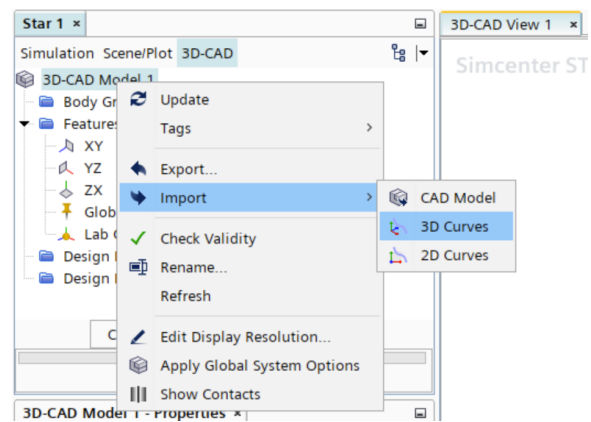 Star 1 ×
3D-CAD View 1 ×
Simulation Scene/Plot 3D-CAD
Simcenter ST
3D-CAD Model 1
Body Gr
Update
Features
Tags
XY
YZ
Export...
ZX
Import
CAD Model
Glob
3D Curves
Lab
Check Validity
2D Curves
Design
Rename...
Design
Refresh
C
Edit Display Resolution...
Apply Global System Options
Show Contacts
3D-CAD Model 1 - Properties ×